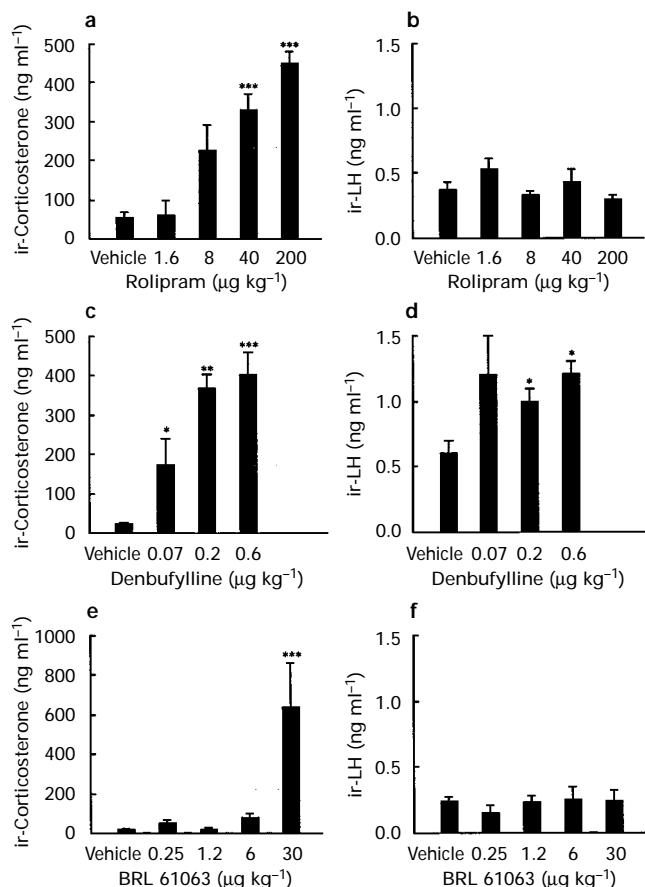 a
ir-Corticosterone (ng ml⁻¹)
500
400
300
200
100
0
***
***
Vehicle 1.6 8 40 200
Rolipram (µg kg⁻¹)
b
ir-LH (ng ml⁻¹)
1.5
1.0
0.5
0.0
Vehicle 1.6 8 40 200
Rolipram (µg kg⁻¹)
c
ir-Corticosterone (ng ml⁻¹)
500
400
300
200
100
0
*
**
***
Vehicle 0.07 0.2 0.6
Denbufylline (µg kg⁻¹)
d
ir-LH (ng ml⁻¹)
1.5
1.0
0.5
0.0
*
*
Vehicle 0.07 0.2 0.6
Denbufylline (µg kg⁻¹)
e
ir-Corticosterone (ng ml⁻¹)
1000
800
600
400
200
0
***
Vehicle 0.25 1.2 6 30
BRL 61063 (µg kg⁻¹)
f
ir-LH (ng ml⁻¹)
1.5
1.0
0.5
0.0
Vehicle 0.25 1.2 6 30
BRL 61063 (µg kg⁻¹)